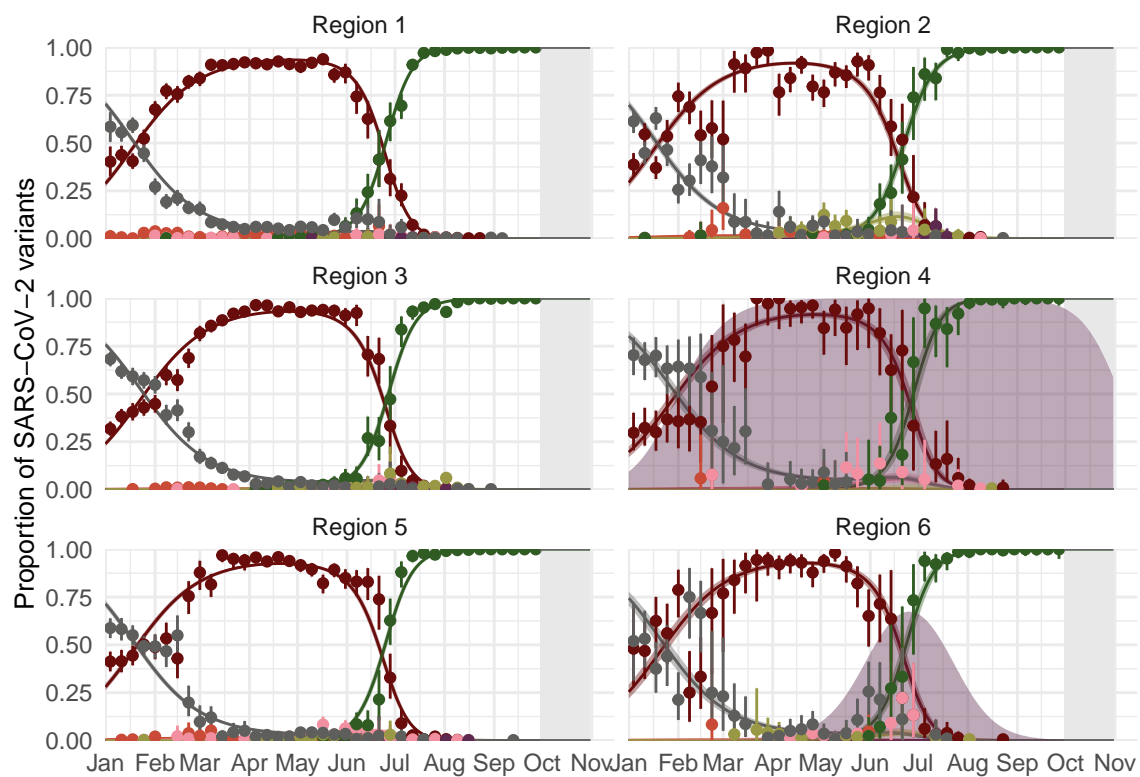 Region 1
Region 2
1.00
0.75
0.50
0.25
0.00
Region 3
Region 4
1.00
0.75
0.50
0.25
0.00
Region 5
Region 6
1.00
0.75
0.50
0.25
0.00
Jan Feb Mar Apr May Jun Jul Aug Sep Oct Nov
Jan Feb Mar Apr May Jun Jul Aug Sep Oct Nov
Proportion of SARS−CoV−2 variants